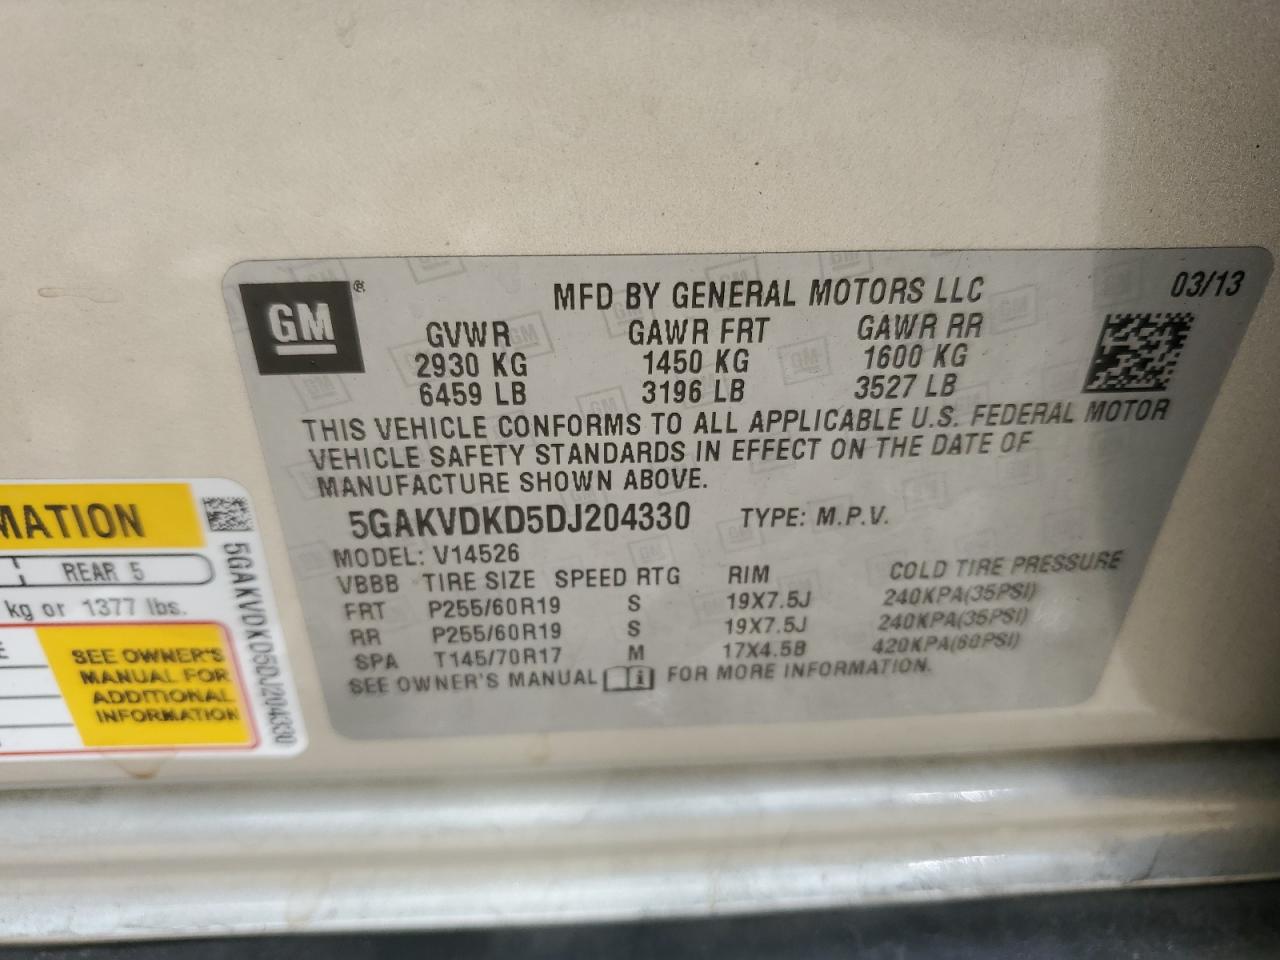 GM®
MFD BY GENERAL MOTORS LLC
03/13
GVWR GAWR FRT GAWR RR
2930 KG 1450 KG 1600 KG
6459 LB 3196 LB 3527 LB
THIS VEHICLE CONFORMS TO ALL APPLICABLE U.S. FEDERAL MOTOR
VEHICLE SAFETY STANDARDS IN EFFECT ON THE DATE OF
MANUFACTURE SHOWN ABOVE.
5GAKVDKD5DJ204330 TYPE: M.P.V.
MODEL: V14526
VBBB TIRE SIZE SPEED RTG RIM COLD TIRE PRESSURE
FRT P255/60R19 S 19X7.5J 240KPA(35PSI)
RR P255/60R19 S 19X7.5J 240KPA(35PSI)
SPA T145/70R17 M 17X4.5B 420KPA(60PSI)
SEE OWNER'S MANUAL FOR MORE INFORMATION.
MATION
REAR 5
kg or 1377 lbs.
E
SEE OWNER'S
MANUAL FOR
ADDITIONAL
INFORMATION
5GAKVDKD5DJ204330